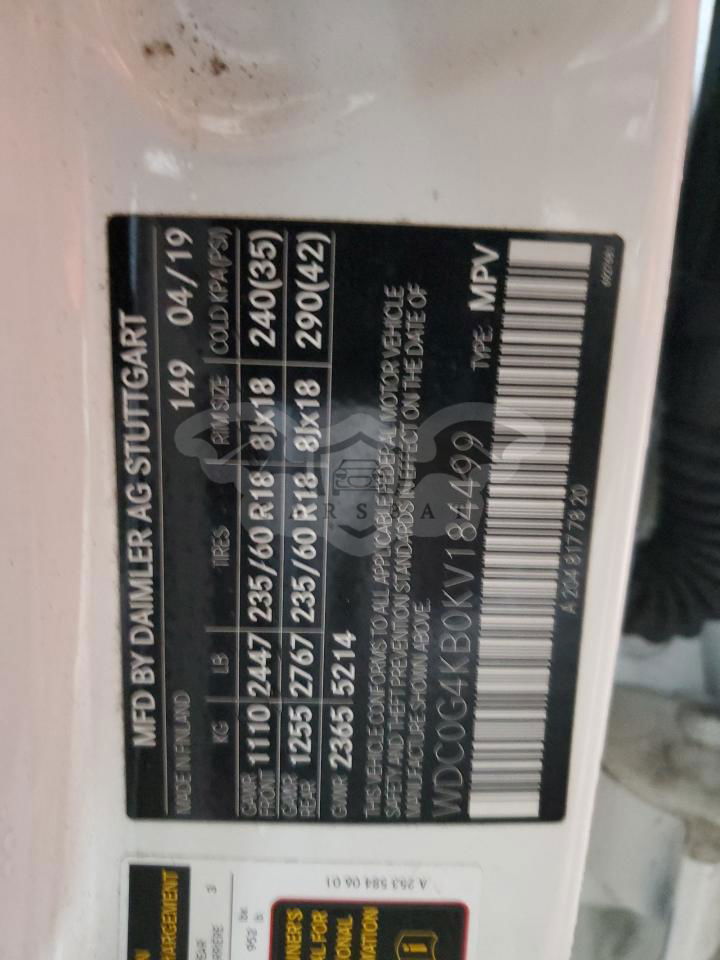 MFD BY DAIMLER AG STUTTGART
MADE IN FINLAND 149 04/19
KG LB TIRES RIM SIZE COLD KPA(PSI)
GAWR FRONT 1110 2447 235/60 R18 8Jx18 240(35)
GAWR REAR 1255 2767 235/60 R18 8Jx18 290(42)
GVWR 2365 5214
THIS VEHICLE CONFORMS TO ALL APPLICABLE FEDERAL MOTOR VEHICLE
SAFETY AND THEFT PREVENTION STANDARDS IN EFFECT ON THE DATE OF
MANUFACTURE SHOWN ABOVE.
WDC0G4KB0KV184499 TYPE: MPV
A 204 817 78 20
A 253 584 06 01
3